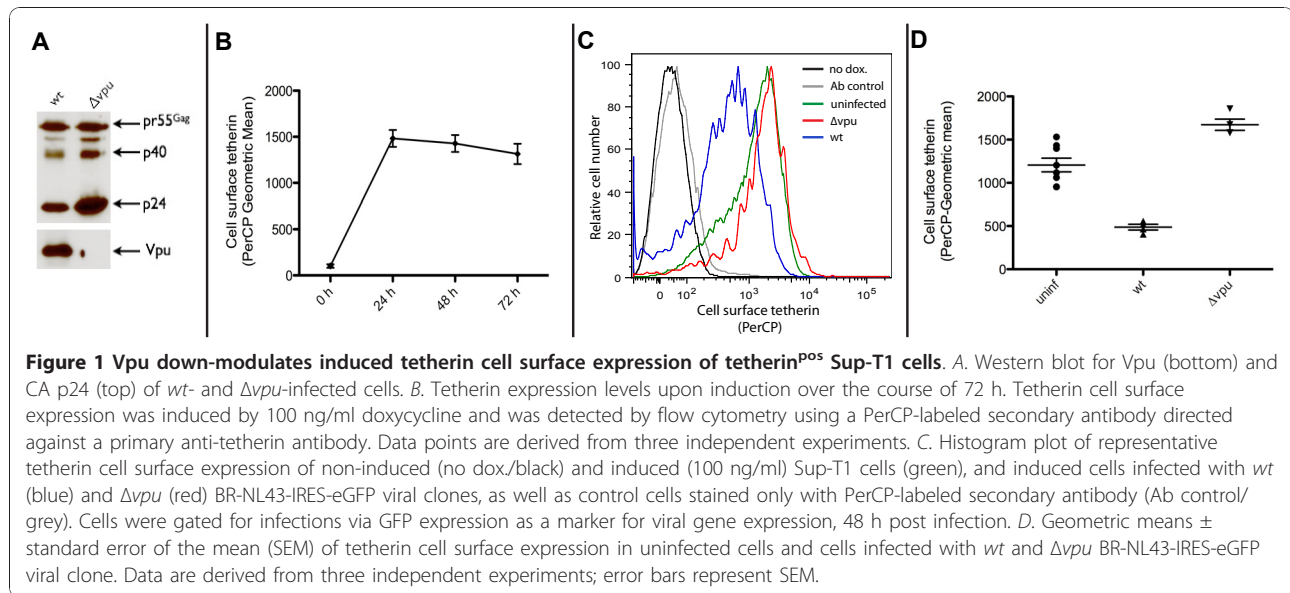 A
wt
Δvpu
pr55Gag
p40
p24
Vpu
B
Cell surface tetherin
(PerCP Geometric Mean)
2000
1500
1000
500
0
0 h
24 h
48 h
72 h
C
Relative cell number
100
80
60
40
20
0
no dox.
Ab control
uninfected
Δvpu
wt
0
10²
10³
10⁴
10⁵
Cell surface tetherin
(PerCP)
D
Cell surface tetherin
(PerCP-Geometric mean)
2000
1500
1000
500
0
uninf
wt
Δvpu
Figure 1 Vpu down-modulates induced tetherin cell surface expression of tetherinpos Sup-T1 cells. A. Western blot for Vpu (bottom) and
CA p24 (top) of wt- and Δvpu-infected cells. B. Tetherin expression levels upon induction over the course of 72 h. Tetherin cell surface
expression was induced by 100 ng/ml doxycycline and was detected by flow cytometry using a PerCP-labeled secondary antibody directed
against a primary anti-tetherin antibody. Data points are derived from three independent experiments. C. Histogram plot of representative
tetherin cell surface expression of non-induced (no dox./black) and induced (100 ng/ml) Sup-T1 cells (green), and induced cells infected with wt
(blue) and Δvpu (red) BR-NL43-IRES-eGFP viral clones, as well as control cells stained only with PerCP-labeled secondary antibody (Ab control/
grey). Cells were gated for infections via GFP expression as a marker for viral gene expression, 48 h post infection. D. Geometric means ±
standard error of the mean (SEM) of tetherin cell surface expression in uninfected cells and cells infected with wt and Δvpu BR-NL43-IRES-eGFP
viral clone. Data are derived from three independent experiments; error bars represent SEM.